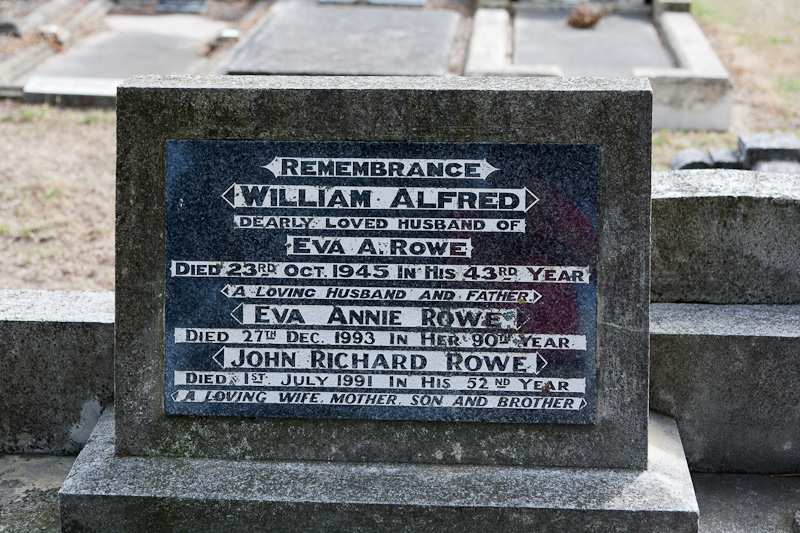 REMEMBRANCE
WILLIAM ALFRED
DEARLY LOVED HUSBAND OF
EVA A. ROWE
DIED 23RD OCT. 1945 IN HIS 43RD YEAR
A LOVING HUSBAND AND FATHER.
EVA ANNIE ROWE
DIED 27TH DEC. 1993 IN HER 90TH YEAR.
JOHN RICHARD ROWE
DIED 1ST. JULY 1991 IN HIS 52ND YEAR
A LOVING WIFE, MOTHER, SON AND BROTHER